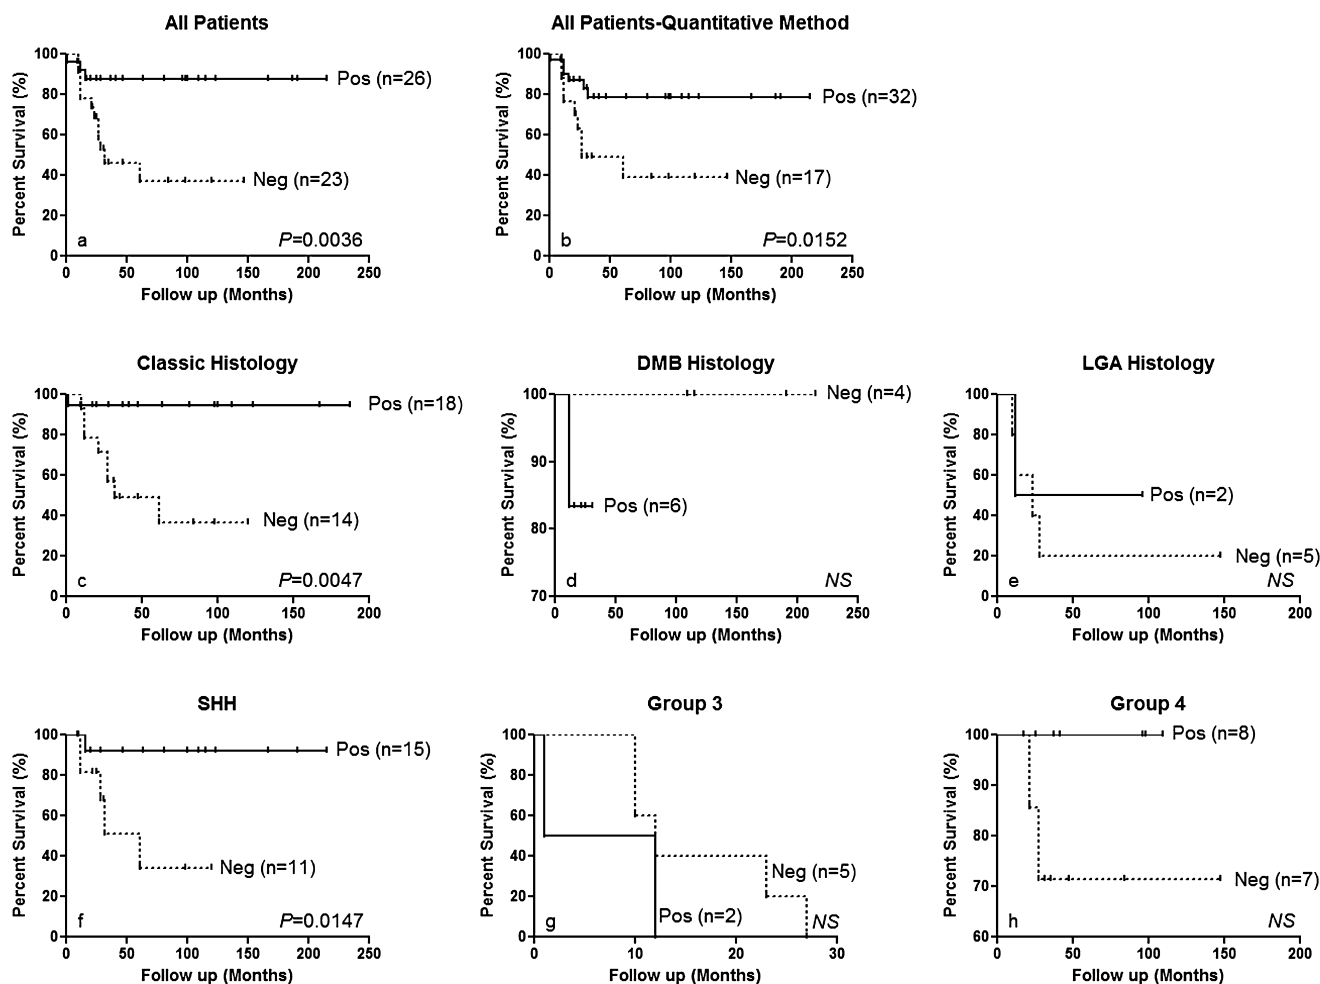 All Patients
All Patients-Quantitative Method
Percent Survival (%)
100
80
60
40
20
0
Pos (n=26)
Neg (n=23)
a
P=0.0036
0 50 100 150 200 250
Follow up (Months)
Percent Survival (%)
100
80
60
40
20
0
Pos (n=32)
Neg (n=17)
b
P=0.0152
0 50 100 150 200 250
Follow up (Months)
Classic Histology
DMB Histology
LGA Histology
Percent Survival (%)
100
80
60
40
20
0
Pos (n=18)
Neg (n=14)
c
P=0.0047
0 50 100 150 200
Follow up (Months)
Percent Survival (%)
100
90
80
70
Neg (n=4)
Pos (n=6)
d
NS
0 50 100 150 200 250
Follow up (Months)
Percent Survival (%)
100
80
60
40
20
0
Pos (n=2)
Neg (n=5)
e
NS
0 50 100 150 200
Follow up (Months)
SHH
Group 3
Group 4
Percent Survival (%)
100
80
60
40
20
0
Pos (n=15)
Neg (n=11)
f
P=0.0147
0 50 100 150 200 250
Follow up (Months)
Percent Survival (%)
100
80
60
40
20
0
Neg (n=5)
Pos (n=2)
g
NS
0 10 20 30
Follow up (Months)
Percent Survival (%)
100
90
80
70
60
Pos (n=8)
Neg (n=7)
h
NS
0 50 100 150 200
Follow up (Months)